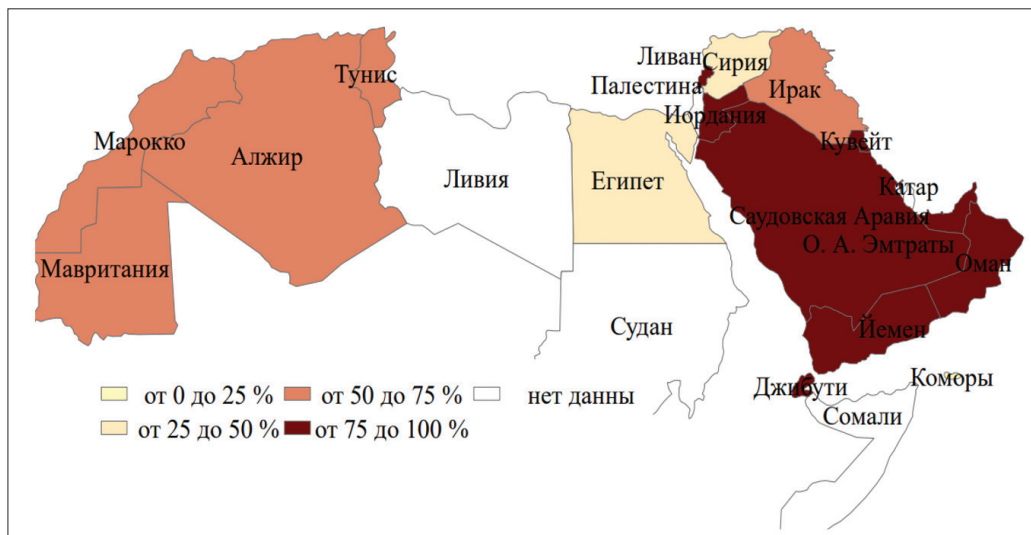 Ливан
Сирия
Тунис
Палестина
Ирак
Иордания
Марокко
Кувейт
Алжир
Ливия
Египет
Катар
Саудовская Аравия
О. А. Эмтраты
Мавритания
Оман
Судан
Йемен
Джибути
Коморы
Сомали
от 0 до 25 %
от 50 до 75 %
нет данны
от 25 до 50 %
от 75 до 100 %